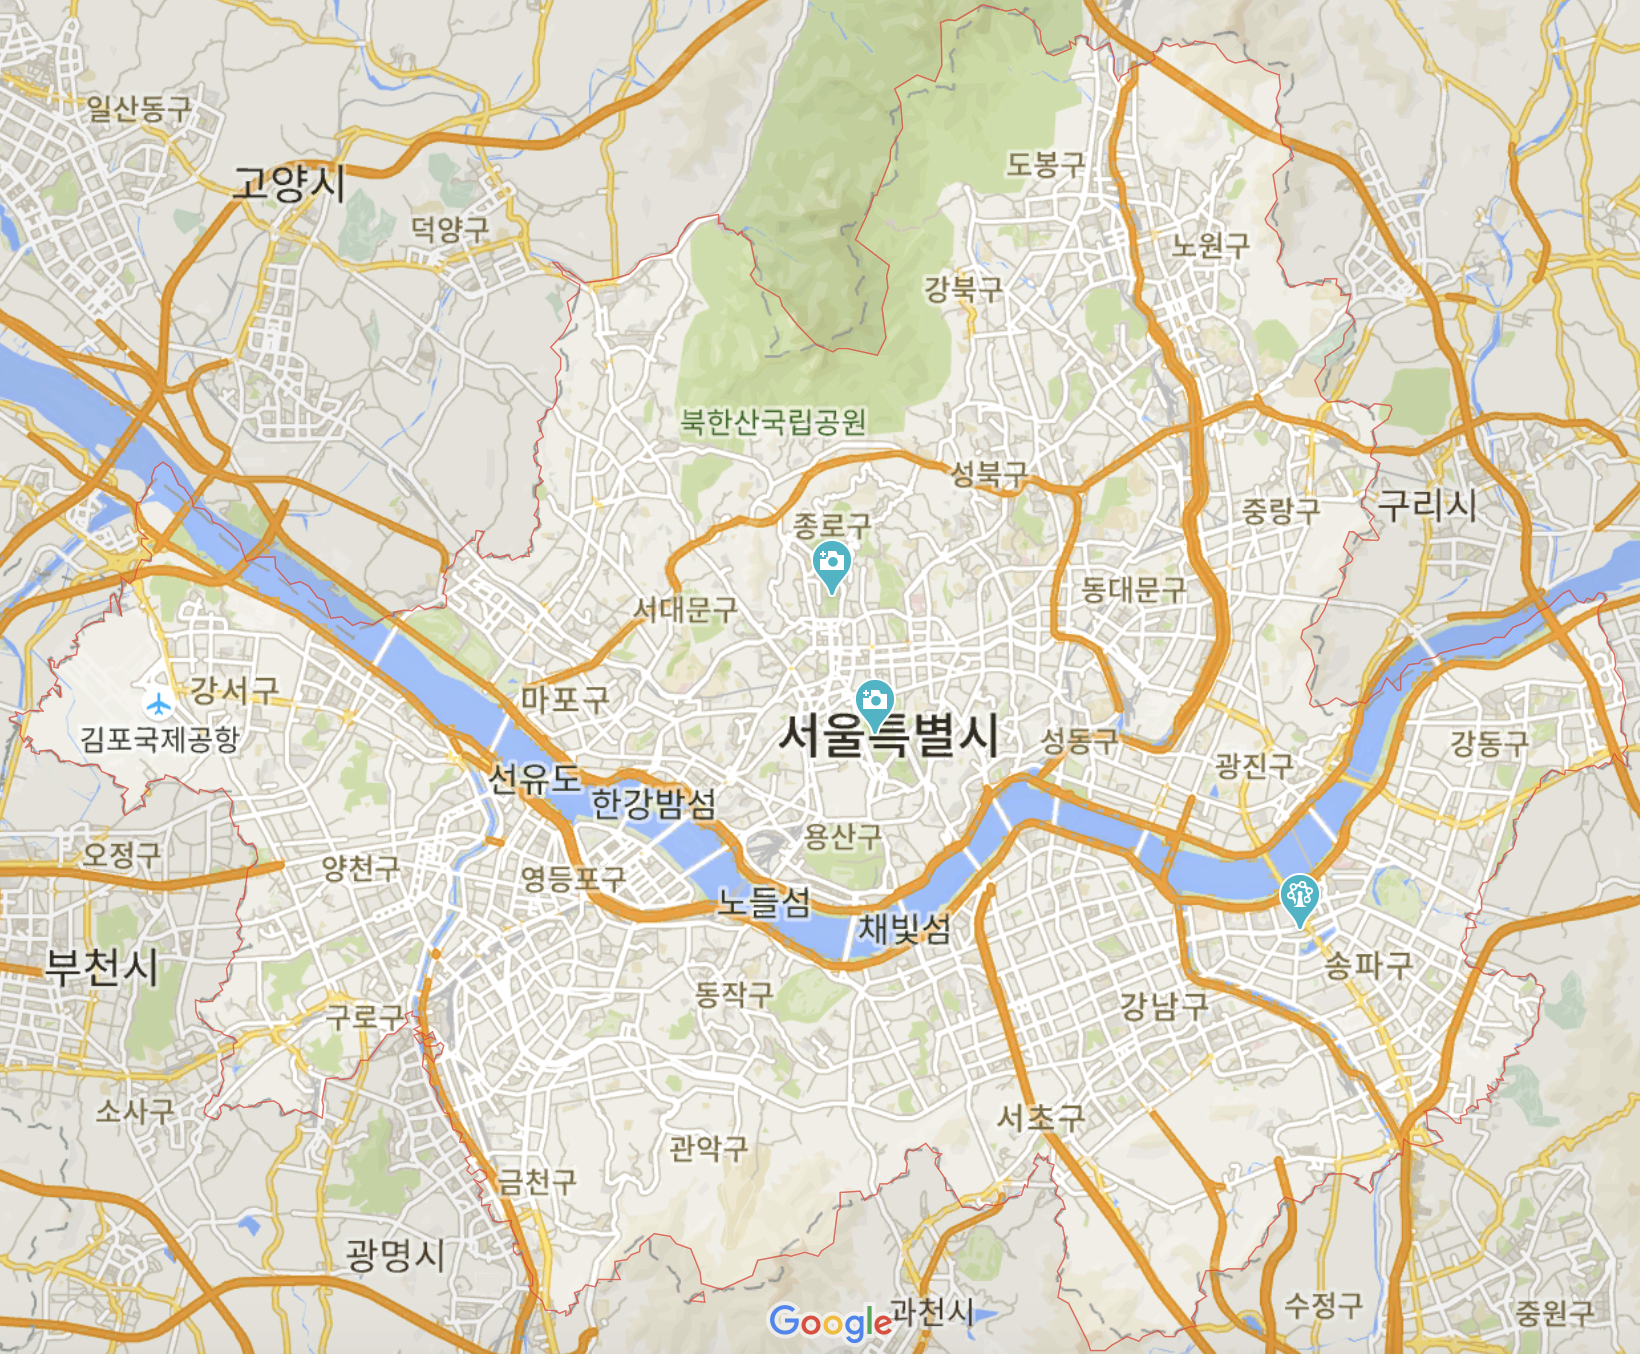 일산동구
고양시
도봉구
덕양구
노원구
강북구
북한산국립공원
성북구
종로구
중랑구
구리시
동대문구
서대문구
강서구
마포구
김포국제공항
서울특별시
성동구
강동구
광진구
선유도
한강밤섬
용산구
오정구
양천구
영등포구
노들섬
채빛섬
부천시
송파구
동작구
강남구
구로구
소사구
서초구
관악구
금천구
광명시
수정구
중원구
과천시
Google